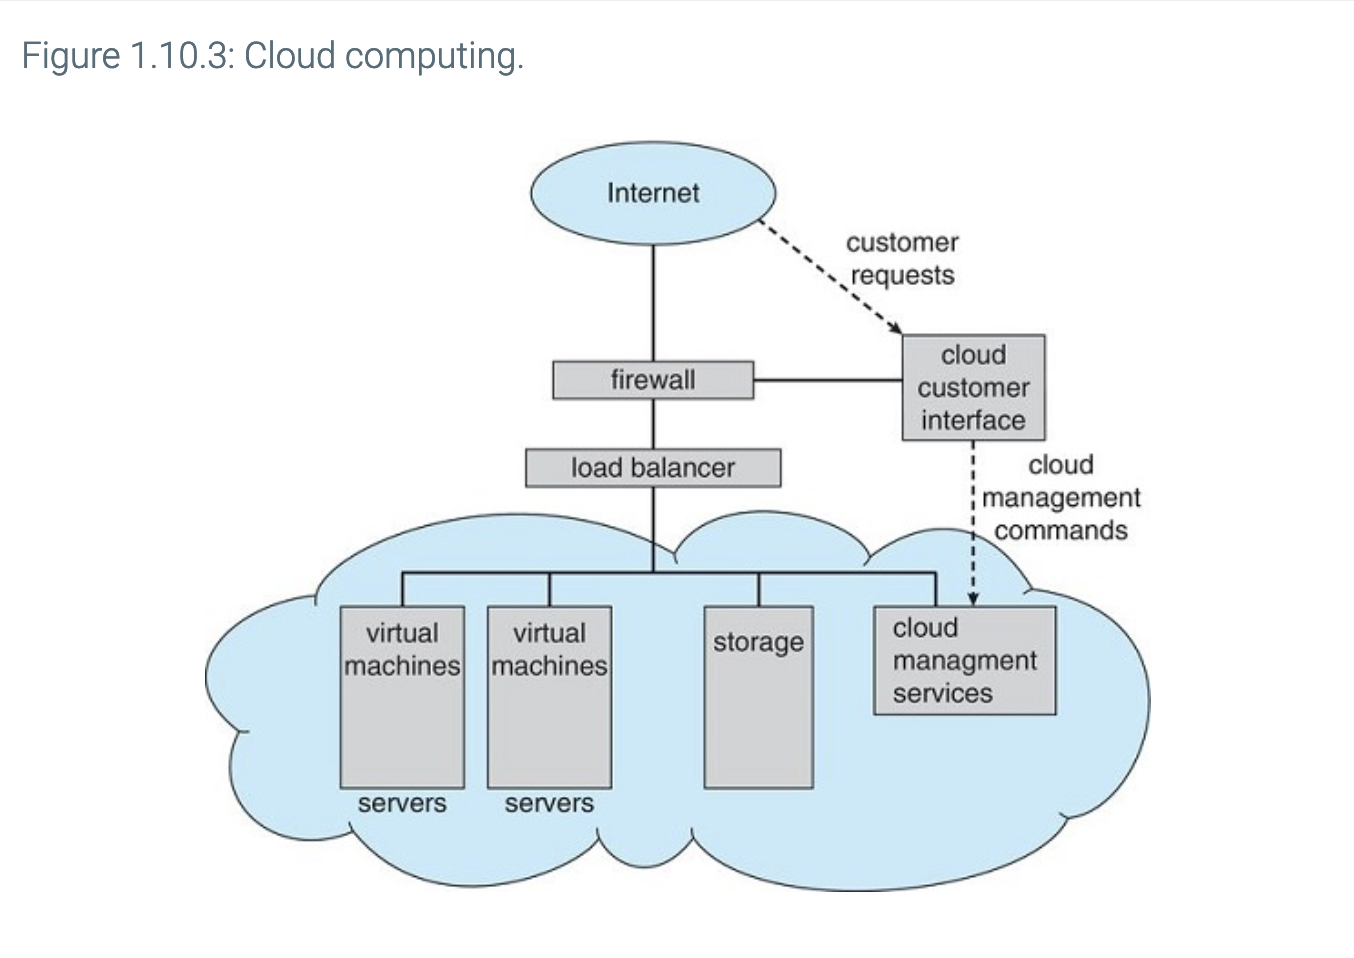 Figure 1.10.3: Cloud computing.
Internet
customer
requests
cloud
customer
interface
firewall
load balancer
cloud
management
commands
virtual
machines
virtual
machines
storage
cloud
managment
services
servers
servers